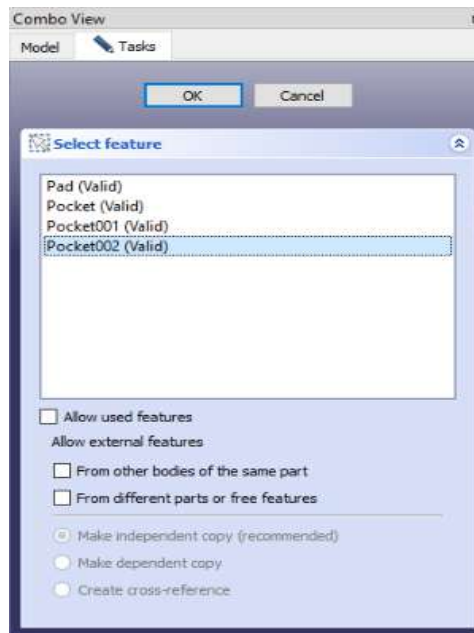 Combo View
Model
Tasks
OK
Cancel
Select feature
Pad (Valid)
Pocket (Valid)
Pocket001 (Valid)
Pocket002 (Valid)
Allow used features
Allow external features
From other bodies of the same part
From different parts or free features
Make independent copy (recommended)
Make dependent copy
Create cross-reference